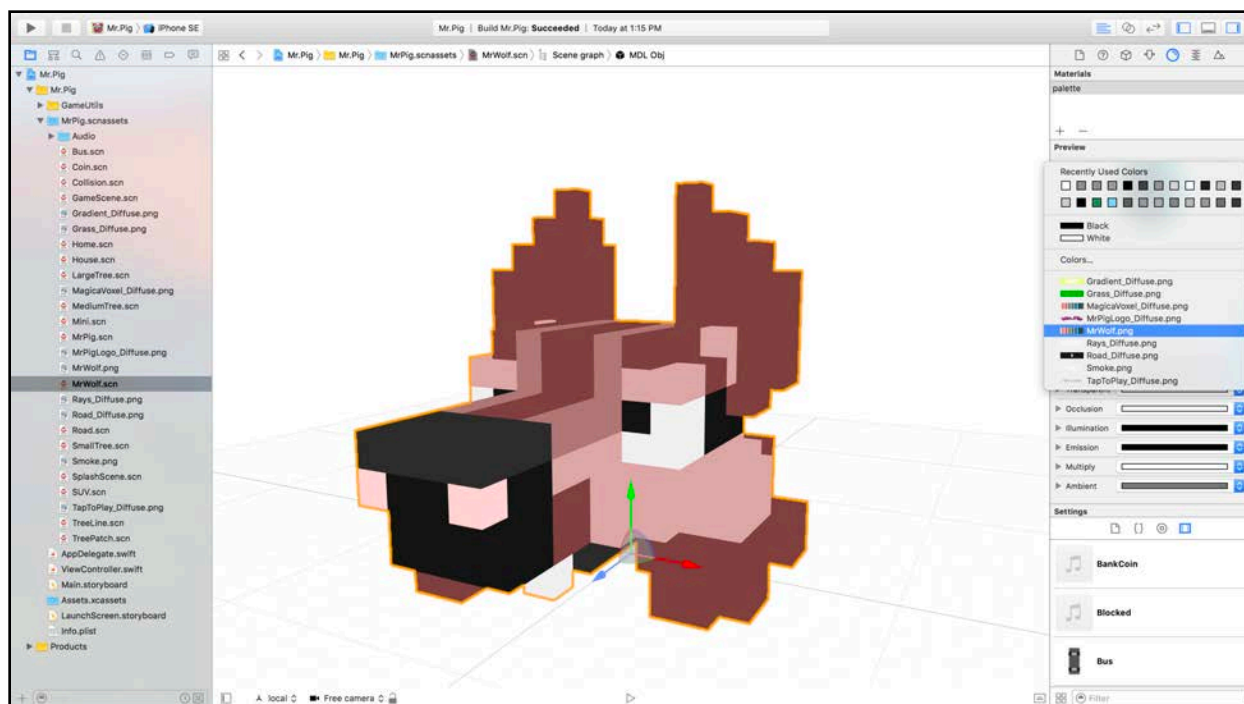 Mr.Pig 〉 iPhone SE
Mr.Pig | Build Mr.Pig: Succeeded | Today at 1:15 PM
Mr.Pig 〉 Mr.Pig 〉 MrPig.scnassets 〉 MrWolf.scn 〉 Scene graph 〉 MDL Obj
Mr.Pig
Mr.Pig
GameUtils
MrPig.scnassets
Audio
Bus.scn
Coin.scn
Collision.scn
GameScene.scn
Gradient_Diffuse.png
Grass_Diffuse.png
Home.scn
House.scn
LargeTree.scn
MagicaVoxel_Diffuse.png
MediumTree.scn
Mini.scn
MrPig.scn
MrPigLogo_Diffuse.png
MrWolf.png
MrWolf.scn
Rays_Diffuse.png
Road_Diffuse.png
Road.scn
SmallTree.scn
Smoke.png
SplashScene.scn
SUV.scn
TapToPlay_Diffuse.png
TreeLine.scn
TreePatch.scn
AppDelegate.swift
ViewController.swift
Main.storyboard
Assets.xcassets
LaunchScreen.storyboard
Info.plist
Products
local
Free camera
Materials
palette
Preview
Recently Used Colors
Black
White
Colors...
Gradient_Diffuse.png
Grass_Diffuse.png
MagicaVoxel_Diffuse.png
MrPigLogo_Diffuse.png
MrWolf.png
Rays_Diffuse.png
Road_Diffuse.png
Smoke.png
TapToPlay_Diffuse.png
Transparent
Occlusion
Illumination
Emission
Multiply
Ambient
Settings
BankCoin
Blocked
Bus
Filter